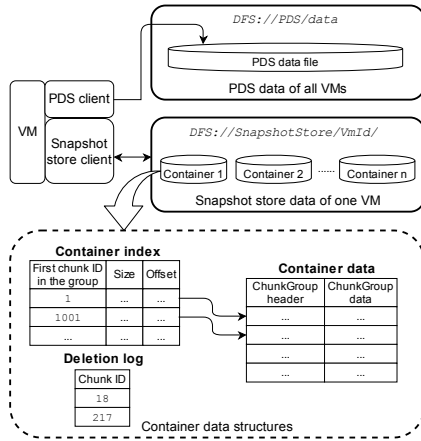 DFS://PDS/data
PDS data file
PDS data of all VMs
PDS client
VM
Snapshot
store client
DFS://SnapshotStore/VmId/
Container 1
Container 2
......
Container n
Snapshot store data of one VM
Container index
First chunk ID
in the group
Size
Offset
1
...
...
1001
...
...
...
...
...
Container data
ChunkGroup
header
ChunkGroup
data
...
...
...
...
...
...
...
...
Deletion log
Chunk ID
18
217
Container data structures